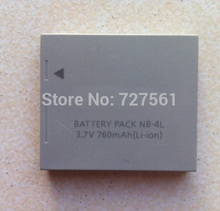 Store No: 727561
BATTERY PACK NB-4L
3.7V 760mAh(Li-ion)